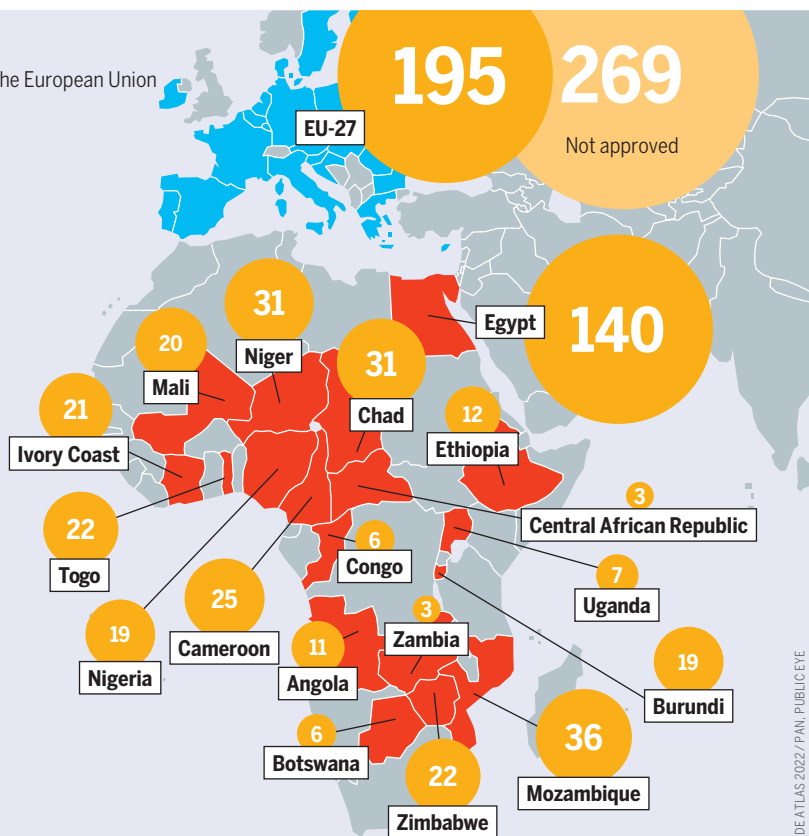 195
269
he European Union
EU-27
Not approved
31
Egypt
140
20
Niger
31
Mali
21
Chad
12
Ivory Coast
Ethiopia
3
22
Central African Republic
6
Togo
Congo
7
25
3
Uganda
19
Cameroon
11
Zambia
19
Nigeria
Angola
Burundi
6
36
Botswana
22
Mozambique
Zimbabwe
DE ATLAS 2022 / PAN, PUBLIC EYE